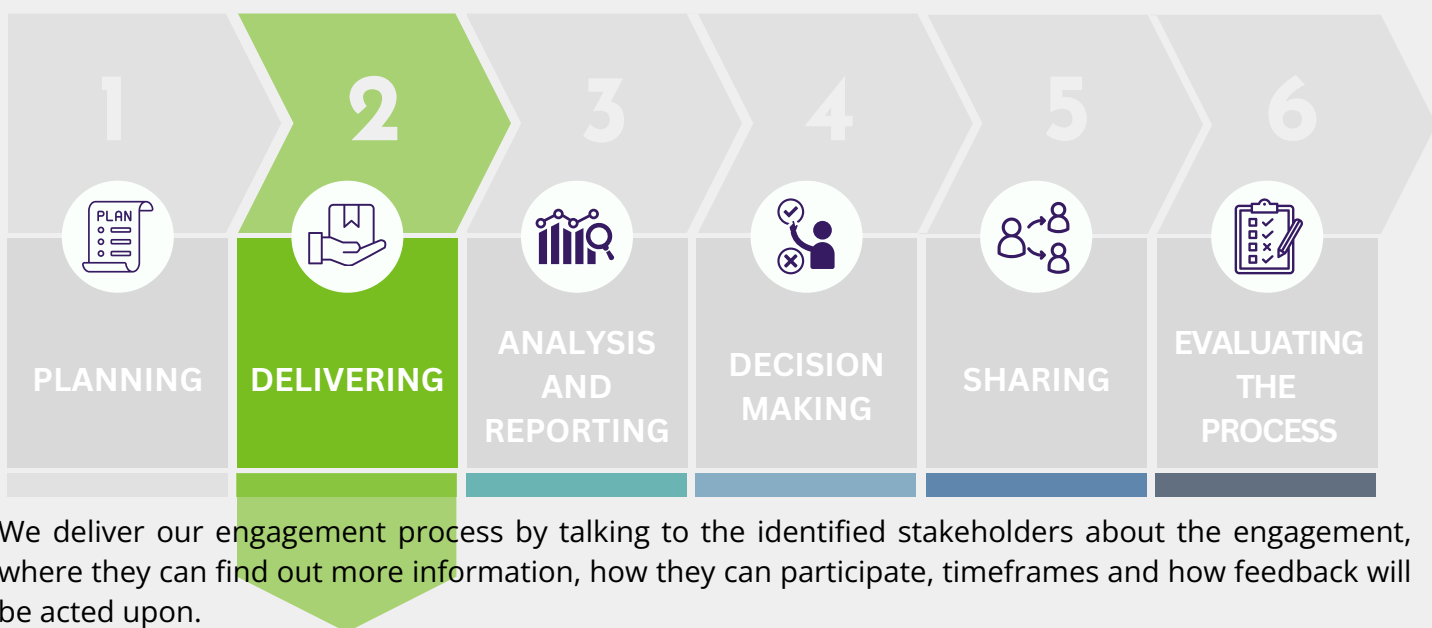 1
2
3
4
5
6
PLAN
PLANNING
DELIVERING
ANALYSIS
AND
REPORTING
DECISION
MAKING
SHARING
EVALUATING
THE
PROCESS
We deliver our engagement process by talking to the identified stakeholders about the engagement,
where they can find out more information, how they can participate, timeframes and how feedback will
be acted upon.